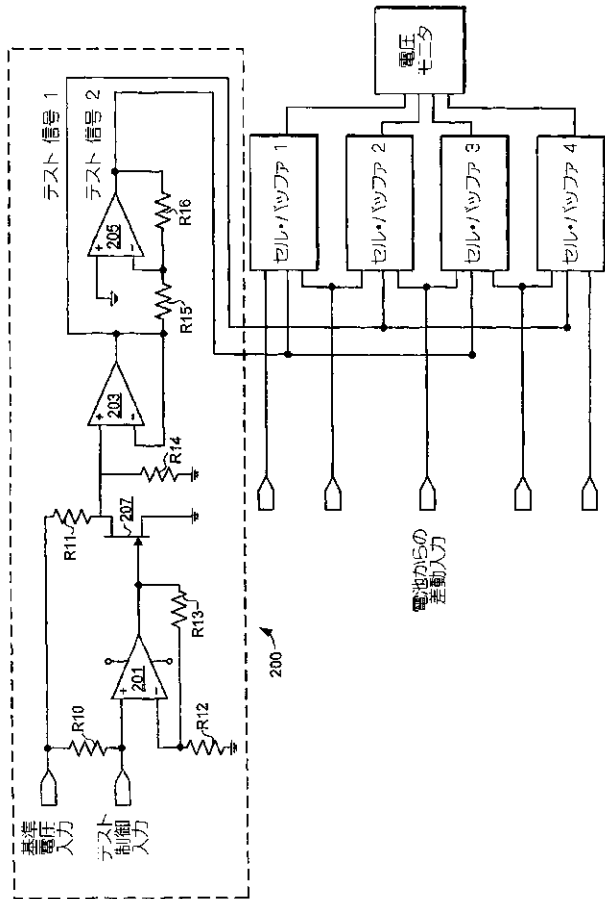 基準
電圧
入力
テスト
制御
入力
R10
R11
R12
R13
R14
R15
R16
201
203
205
207
200
テスト 信号 1
テスト 信号 2
電池からの
差動入力
セル・バッファ 1
セル・バッファ 2
セル・バッファ 3
セル・バッファ 4
電圧
モニタ
+
-
+
-
+
-